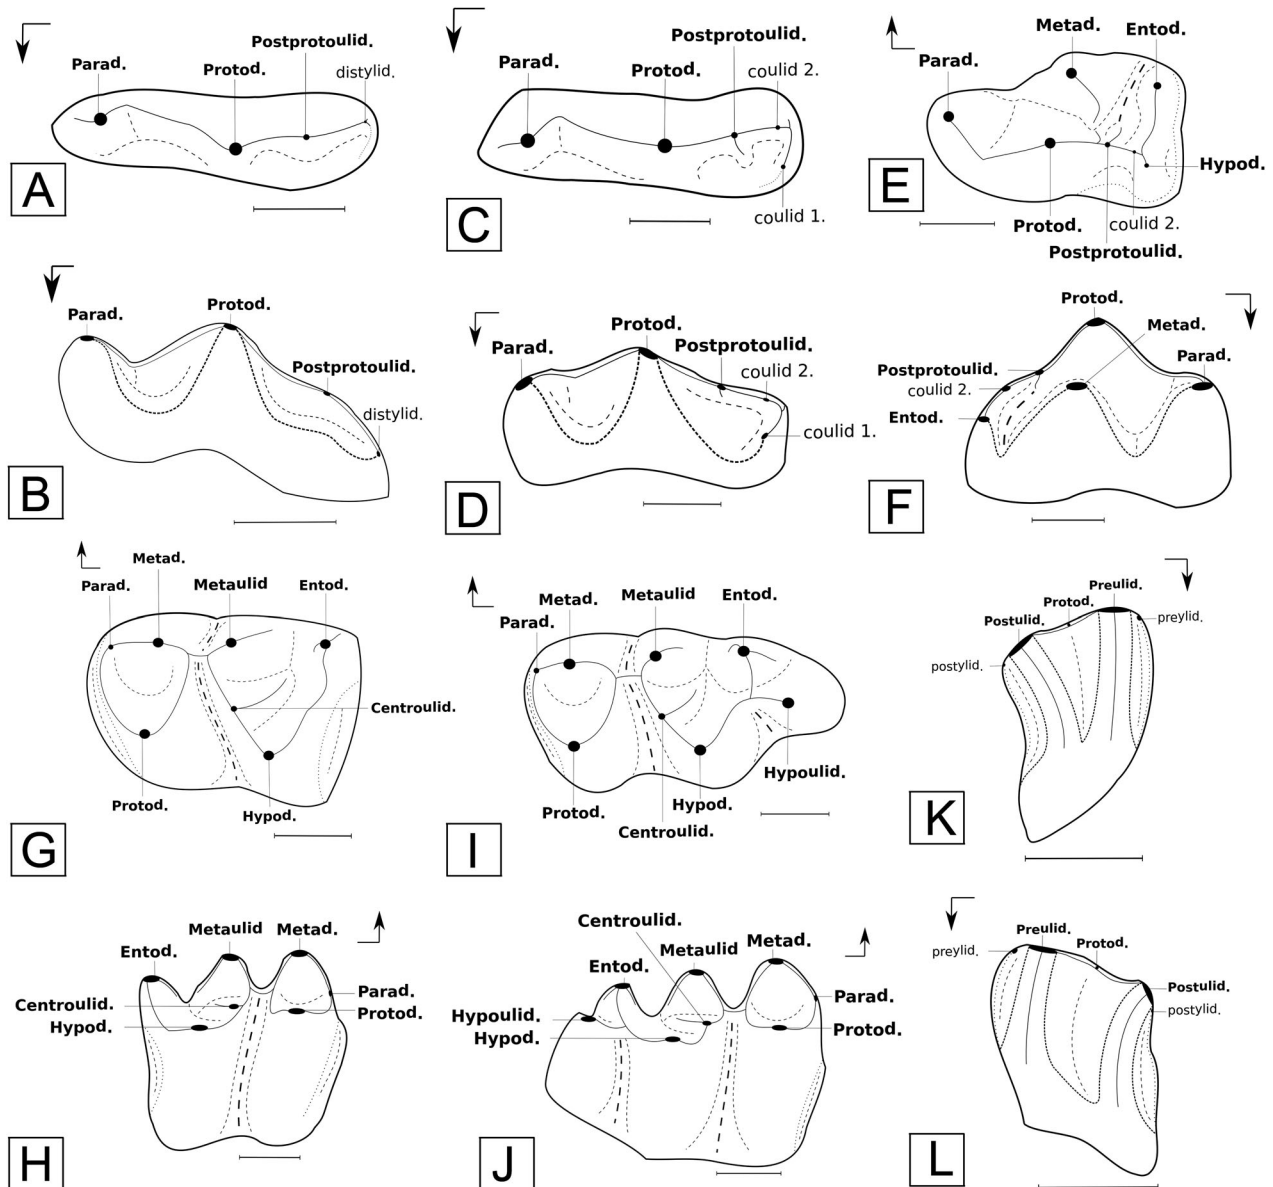 Parad.
Protod.
Postprotoulid.
distylid.
A
Parad.
Protod.
Postprotoulid.
coulid 2.
coulid 1.
C
Parad.
Metad.
Entod.
Hypod.
Protod.
coulid 2.
Postprotoulid.
E
Parad.
Protod.
Postprotoulid.
distylid.
B
Parad.
Protod.
Postprotoulid.
coulid 2.
coulid 1.
D
Protod.
Metad.
Parad.
Postprotoulid.
coulid 2.
Entod.
F
Parad.
Metad.
Metaulid
Entod.
Centroulid.
Protod.
Hypod.
G
Parad.
Metad.
Metaulid
Entod.
Hypoulid.
Protod.
Hypod.
Centroulid.
I
Preulid.
Protod.
Postulid.
preylid.
postylid.
K
Entod.
Metaulid
Metad.
Centroulid.
Hypod.
Parad.
Protod.
H
Centroulid.
Metaulid
Metad.
Entod.
Hypoulid.
Hypod.
Parad.
Protod.
J
preylid.
Preulid.
Protod.
Postulid.
postylid.
L